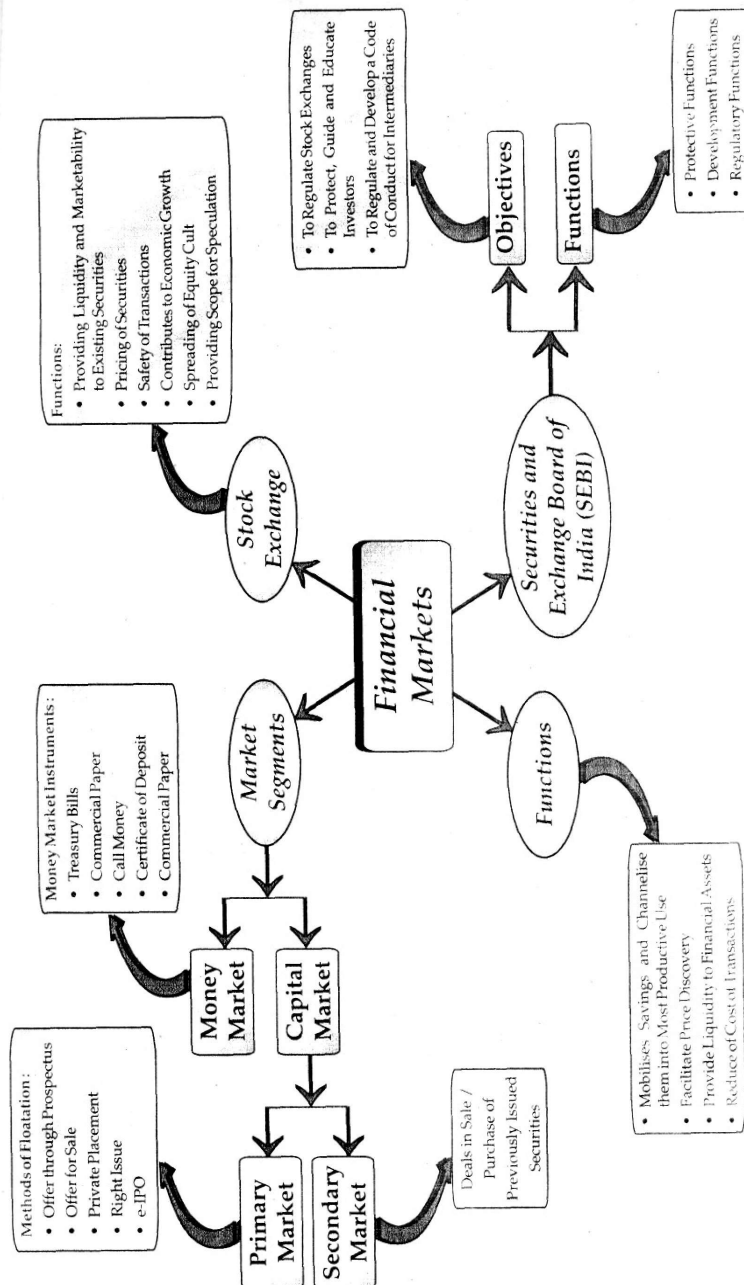 Methods of Floatation:
• Offer through Prospectus
• Offer for Sale
• Private Placement
• Right Issue
• e-IPO
Money Market Instruments:
• Treasury Bills
• Commercial Paper
• Call Money
• Certificate of Deposit
• Commercial Paper
Functions:
• Providing Liquidity and Marketability
to Existing Securities
• Pricing of Securities
• Safety of Transactions
• Contributes to Economic Growth
• Spreading of Equity Cult
• Providing Scope for Speculation
Primary
Market
Secondary
Market
Money
Market
Capital
Market
Market
Segments
Stock
Exchange
Financial
Markets
Deals in Sale /
Purchase of
Previously Issued
Securities
Functions
• Mobilises Savings and Channelise
them into Most Productive Use
• Facilitate Price Discovery
• Provide Liquidity to Financial Assets
• Reduce of Cost of Transactions
Securities and
Exchange Board of
India (SEBI)
Objectives
Functions
• To Regulate Stock Exchanges
• To Protect, Guide and Educate
Investors
• To Regulate and Develop a Code
of Conduct for Intermediaries
• Protective Functions
• Development Functions
• Regulatory Functions